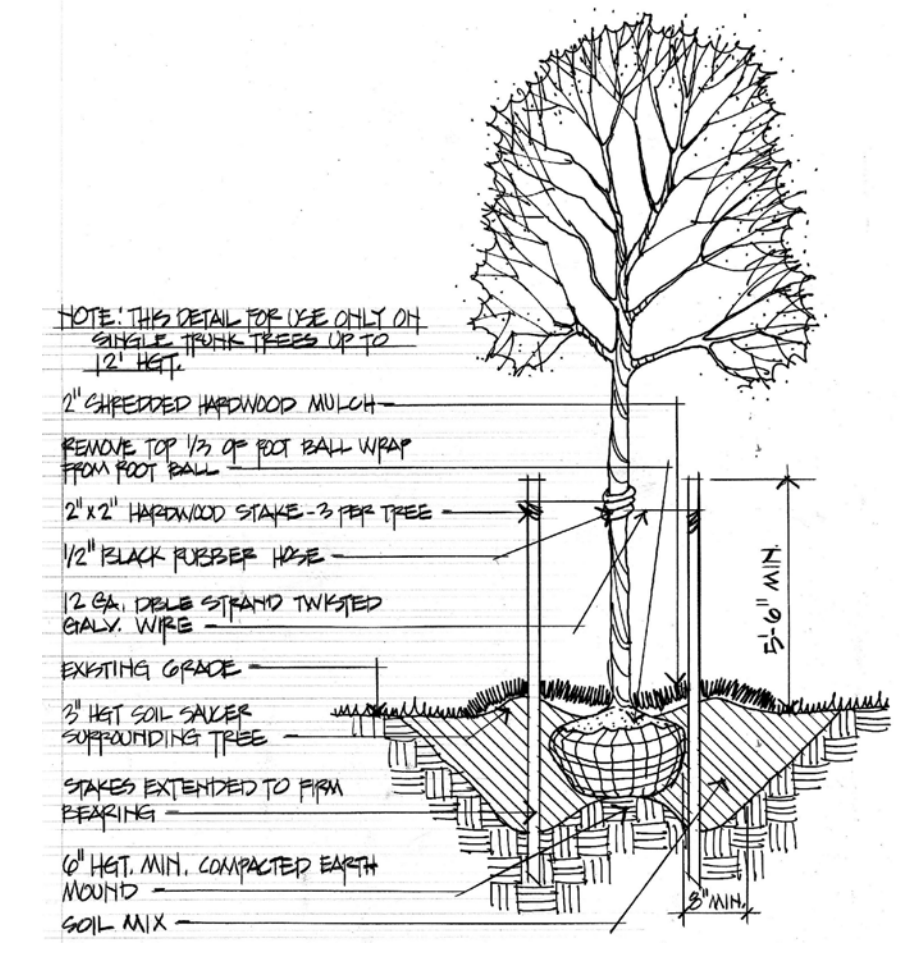 NOTE: THIS DETAIL FOR USE ONLY ON
SINGLE TRUNK TREES UP TO
12' HGT.
2" SHREDDED HARDWOOD MULCH
REMOVE TOP 1/3 OF ROOT BALL WRAP
FROM ROOT BALL
2" x 2" HARDWOOD STAKE - 3 PER TREE
1/2" BLACK RUBBER HOSE
12 GA. DBLE STRAND TWISTED
GALV. WIRE
EXISTING GRADE
3" HGT SOIL SAUCER
SURROUNDING TREE
STAKES EXTENDED TO FIRM
BEARING
6" HGT. MIN. COMPACTED EARTH
MOUND
SOIL MIX
5'-6" MIN.
8" MIN.